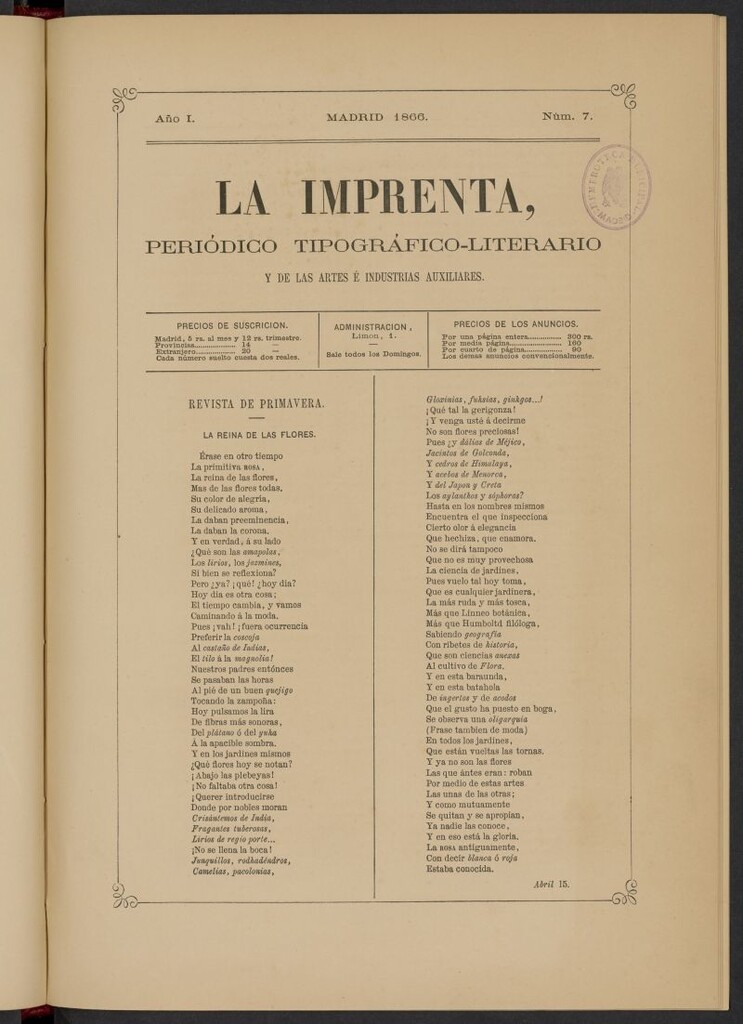 Año I.
MADRID 1866.
Núm. 7.
LA IMPRENTA,
PERIÓDICO TIPOGRÁFICO-LITERARIO
Y DE LAS ARTES É INDUSTRIAS AUXILIARES.
PRECIOS DE SUSCRICION.
Madrid, 5 rs. al mes y 12 rs. trimestre.
Provincias................. 14 —
Extranjero................. 20 —
Cada número suelto cuesta dos reales.
ADMINISTRACION,
Limon, 1.
—
Sale todos los Domingos.
PRECIOS DE LOS ANUNCIOS.
Por una página entera............. 300 rs.
Por media página.................... 160
Por cuarto de página............... 90
Los demas anuncios convencionalmente.
REVISTA DE PRIMAVERA.
LA REINA DE LAS FLORES.
Érase en otro tiempo
La primitiva ROSA,
La reina de las flores,
Mas de las flores todas.
Su color de alegría,
Su delicado aroma,
La daban preeminencia,
La daban la corona.
Y en verdad, á su lado
¿Qué son las amapolas,
Los lirios, los jazmines,
Si bien se reflexiona?
Pero ¿ya? ¡qué! ¿hoy dia?
Hoy dia es otra cosa;
El tiempo cambia, y vamos
Caminando á la moda.
Pues ¡vah! ¡fuera ocurrencia
Preferir la coscoja
Al castaño de Indias,
El tilo á la magnolia!
Nuestros padres entónces
Se pasaban las horas
Al pié de un buen quejigo
Tocando la zampoña:
Hoy pulsamos la lira
De fibras más sonoras,
Del plátano ó del yuka
Á la apacible sombra.
Y en los jardines mismos
¿Qué flores hoy se notan?
¡Abajo las plebeyas!
¡No faltaba otra cosa!
¡Querer introducirse
Donde por nobles moran
Crisántemos de India,
Fragantes tuberosas,
Lirios de regio porte...
¡No se llena la boca!
Junquillos, rodhadéndros,
Camelias, pacolonias,
Gloxinias, fuksias, ginkgos...!
¡Qué tal la gerigonza!
¡Y venga usté á decirme
No son flores preciosas!
Pues ¿y dálias de Méjico,
Jacintos de Golconda,
Y cedros de Himalaya,
Y acebos de Menorca,
Y del Japon y Creta
Los aylanthos y sóphoras?
Hasta en los nombres mismos
Encuentra el que inspecciona
Cierto olor á elegancia
Que hechiza, que enamora.
No se dirá tampoco
Que no es muy provechosa
La ciencia de jardines,
Pues vuelo tal hoy toma,
Que es cualquier jardinera,
La más ruda y más tosca,
Más que Linneo botánica,
Más que Humboltd filóloga,
Sabiendo geografía
Con ribetes de historia,
Que son ciencias anexas
Al cultivo de Flora.
Y en esta baraunda,
Y en esta batahola
De ingertos y de acodos
Que el gusto ha puesto en boga,
Se observa una oligarquía
(Frase tambien de moda)
En todos los jardines,
Que están vueltas las tornas.
Y ya no son las flores
Las que ántes eran: roban
Por medio de estas artes
Las unas de las otras;
Y como mutuamente
Se quitan y se apropian,
Ya nadie las conoce,
Y en eso está la gloria.
La ROSA antiguamente,
Con decir blanca ó roja
Estaba conocida.
Abril 15.